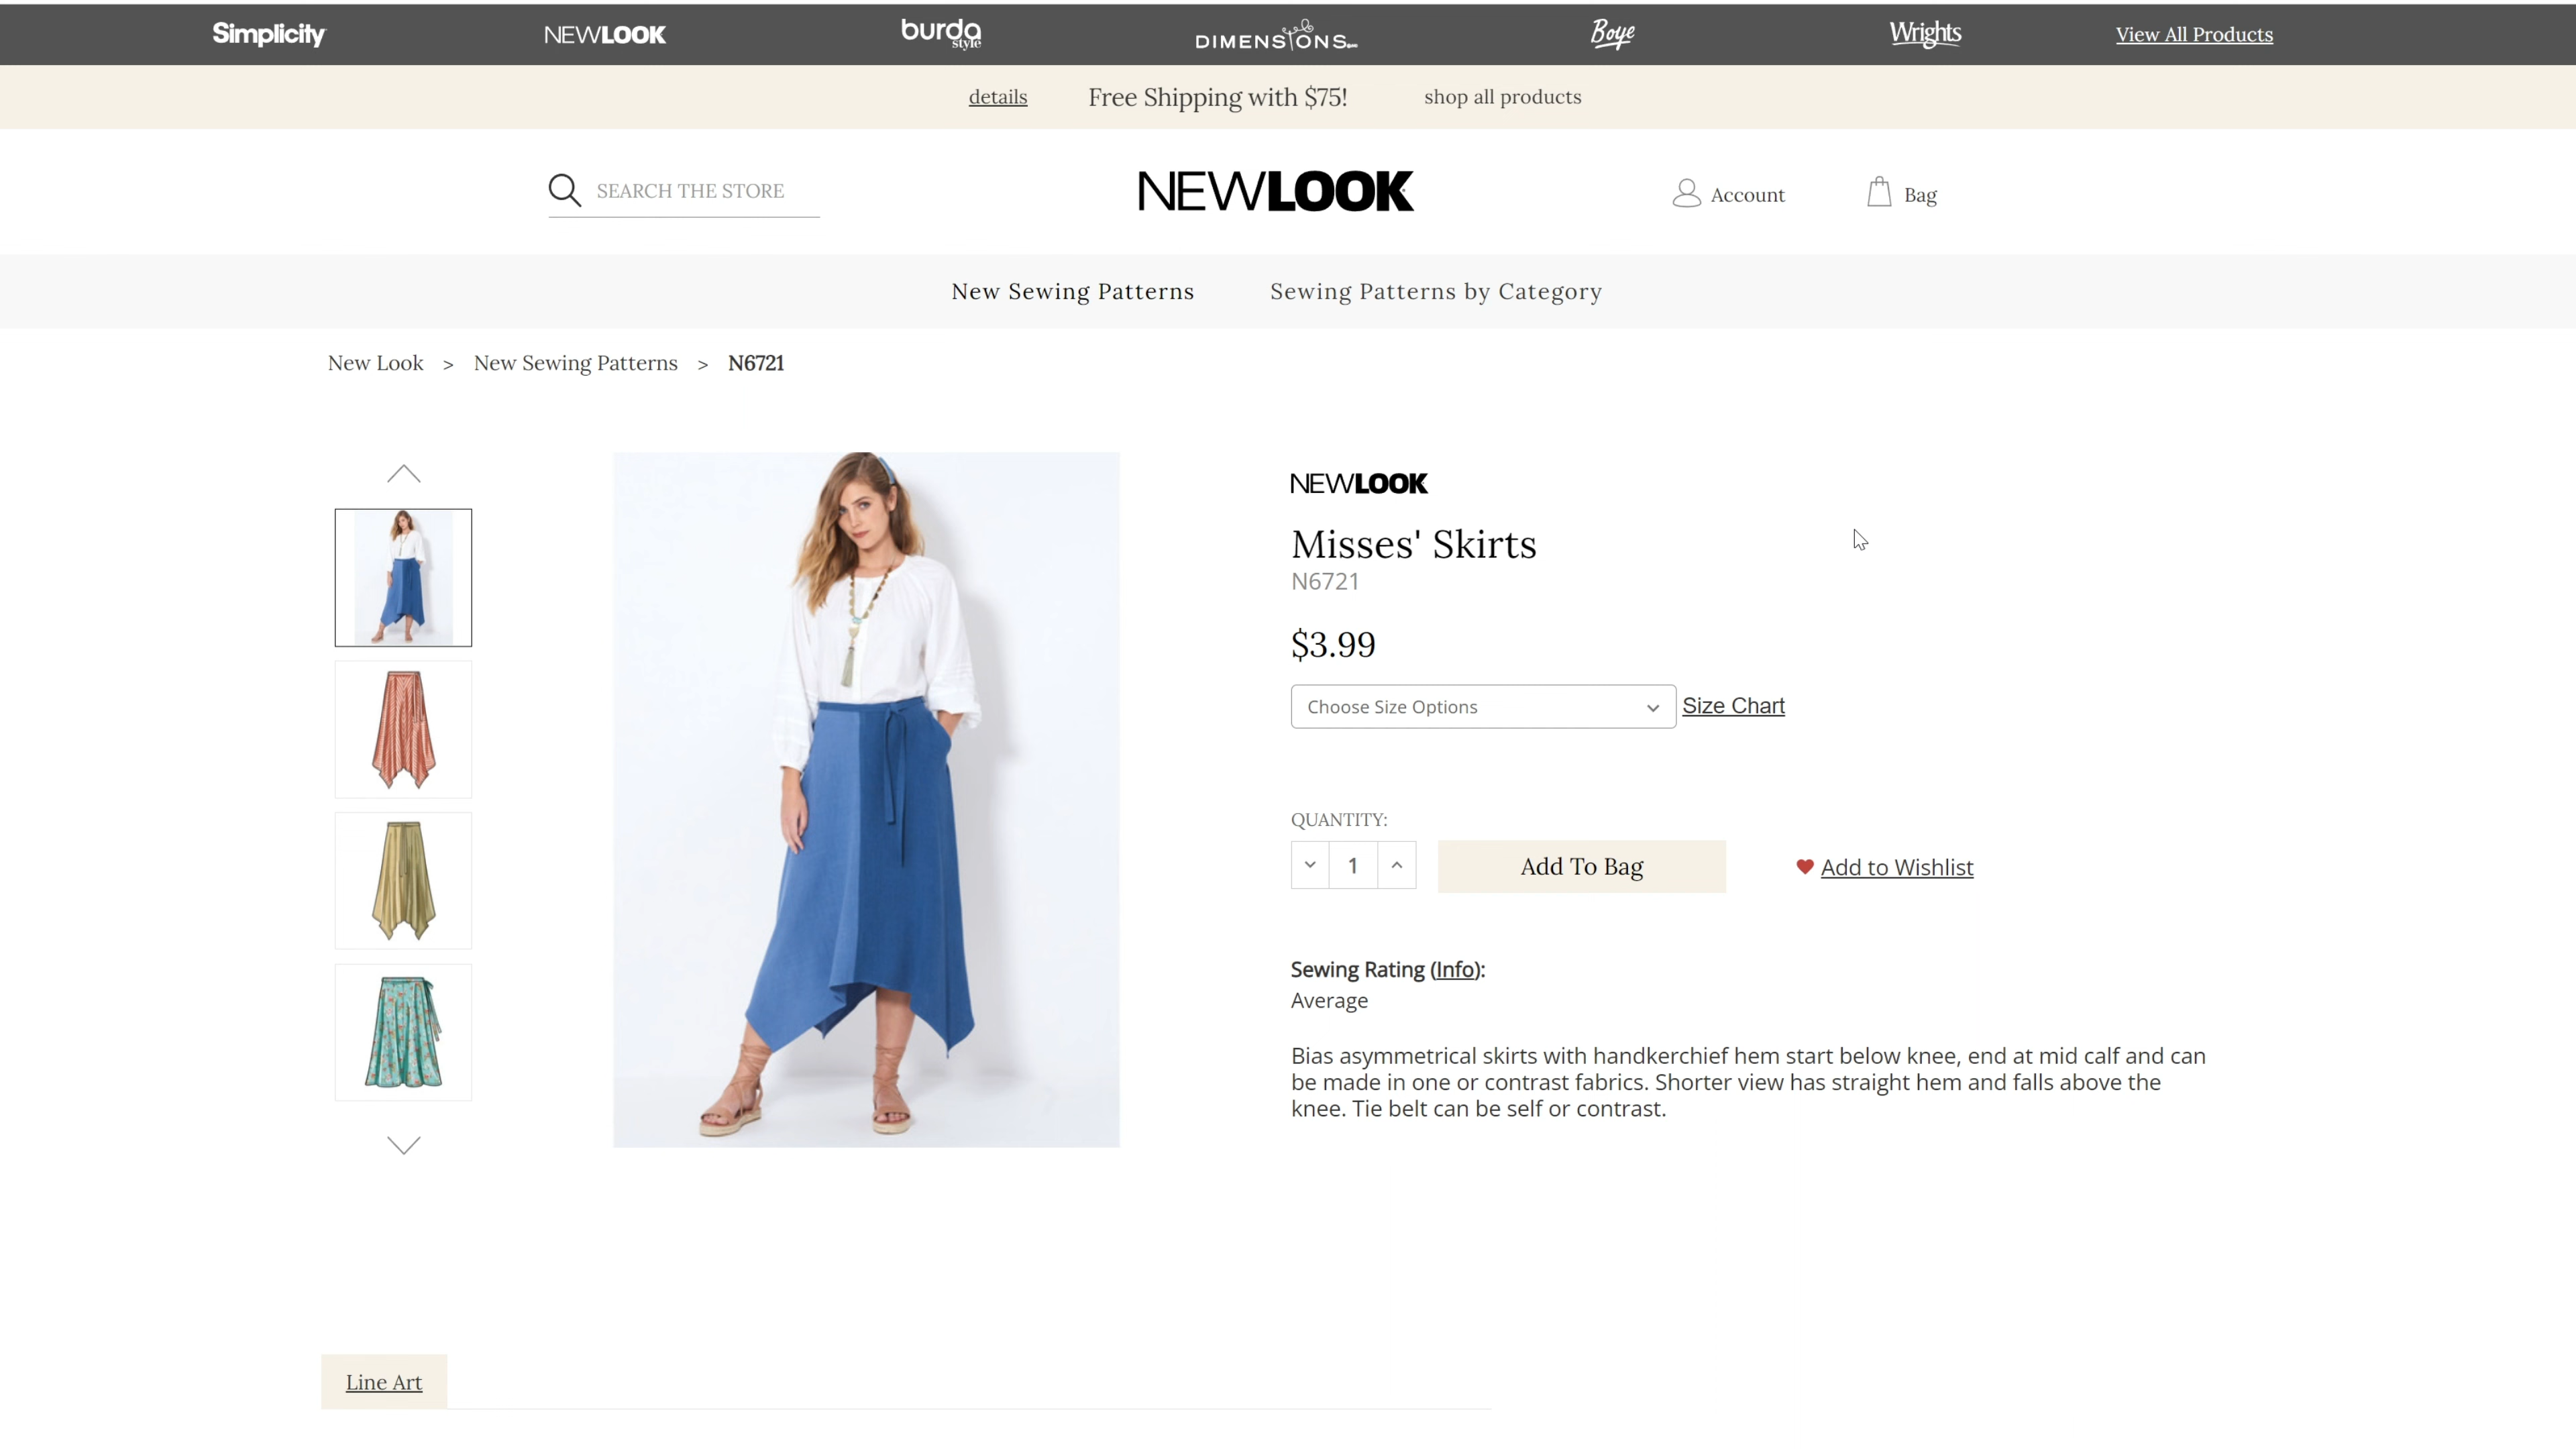 Simplicity
NEWLOOK
burda style
DIMENSIONS
Boye
Wrights
View All Products
details
Free Shipping with $75!
shop all products
SEARCH THE STORE
NEWLOOK
Account
Bag
New Sewing Patterns
Sewing Patterns by Category
New Look > New Sewing Patterns > N6721
NEWLOOK
Misses' Skirts
N6721
$3.99
Choose Size Options
Size Chart
QUANTITY:
1
Add To Bag
Add to Wishlist
Sewing Rating (Info):
Average
Bias asymmetrical skirts with handkerchief hem start below knee, end at mid calf and can
be made in one or contrast fabrics. Shorter view has straight hem and falls above the
knee. Tie belt can be self or contrast.
Line Art